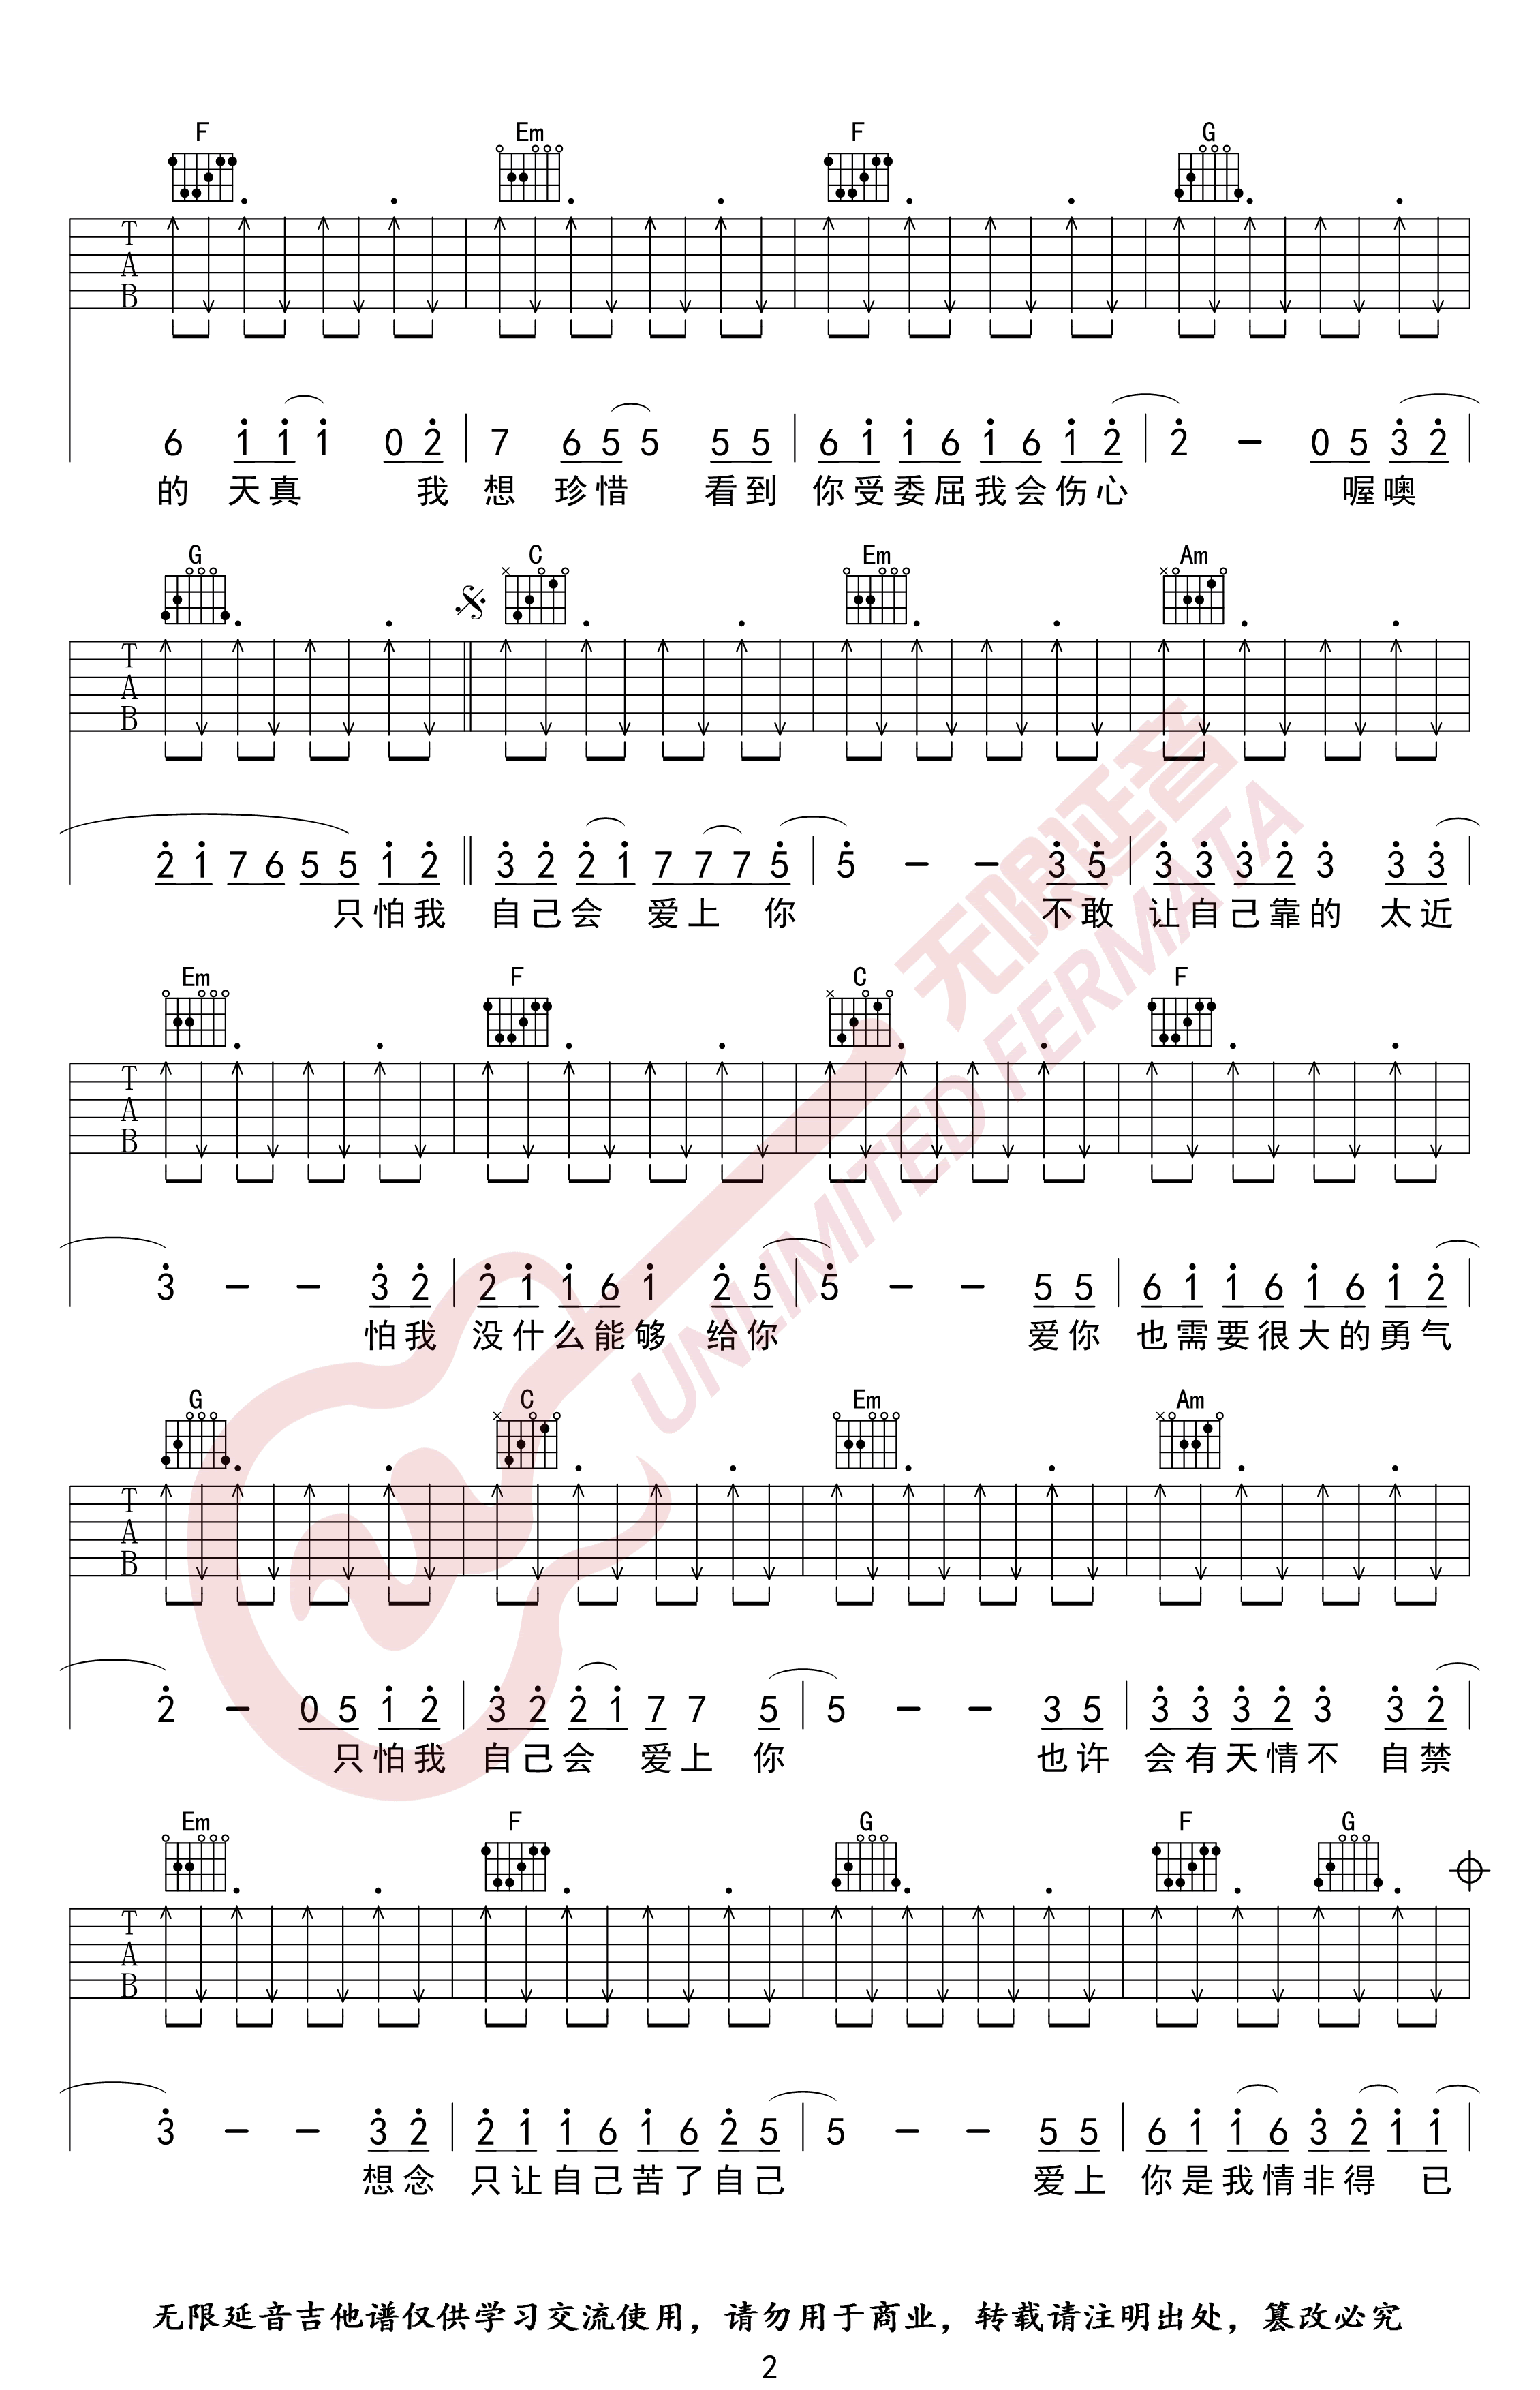 F Em F G
T
A
B
6 1 1 1 0 2 7 6 5 5 5 5 6 1 1 6 1 6 1 2 2 - 0 5 3 2
的 天真 我 想 珍惜 看到 你受委屈我会伤心 喔噢
G C Em Am
T
A
B
2 1 7 6 5 5 1 2 3 2 2 1 7 7 7 5 5 - - 3 5 3 3 3 2 3 3 3
只怕我 自己会 爱上 你 不敢 让自己靠的 太近
Em F C F
T
A
B
3 - - 3 2 2 1 1 6 1 2 5 5 - - 5 5 6 1 1 6 1 6 1 2
怕我 没什么能够 给你 爱你 也需要很大的勇气
G C Em Am
T
A
B
2 - 0 5 1 2 3 2 2 1 7 7 5 5 - - 3 5 3 3 3 2 3 3 2
只怕我 自己会 爱上 你 也许 会有天情不 自禁
Em F G F G
T
A
B
3 - - 3 2 2 1 1 6 1 6 2 5 5 - - 5 5 6 1 1 6 3 2 1 1
想念 只让自己苦了自己 爱上 你是我情非得 已
无限延音
UNLIMITED FERMATA
无限延音吉他谱仅供学习交流使用，请勿用于商业，转载请注明出处，篡改必究
2